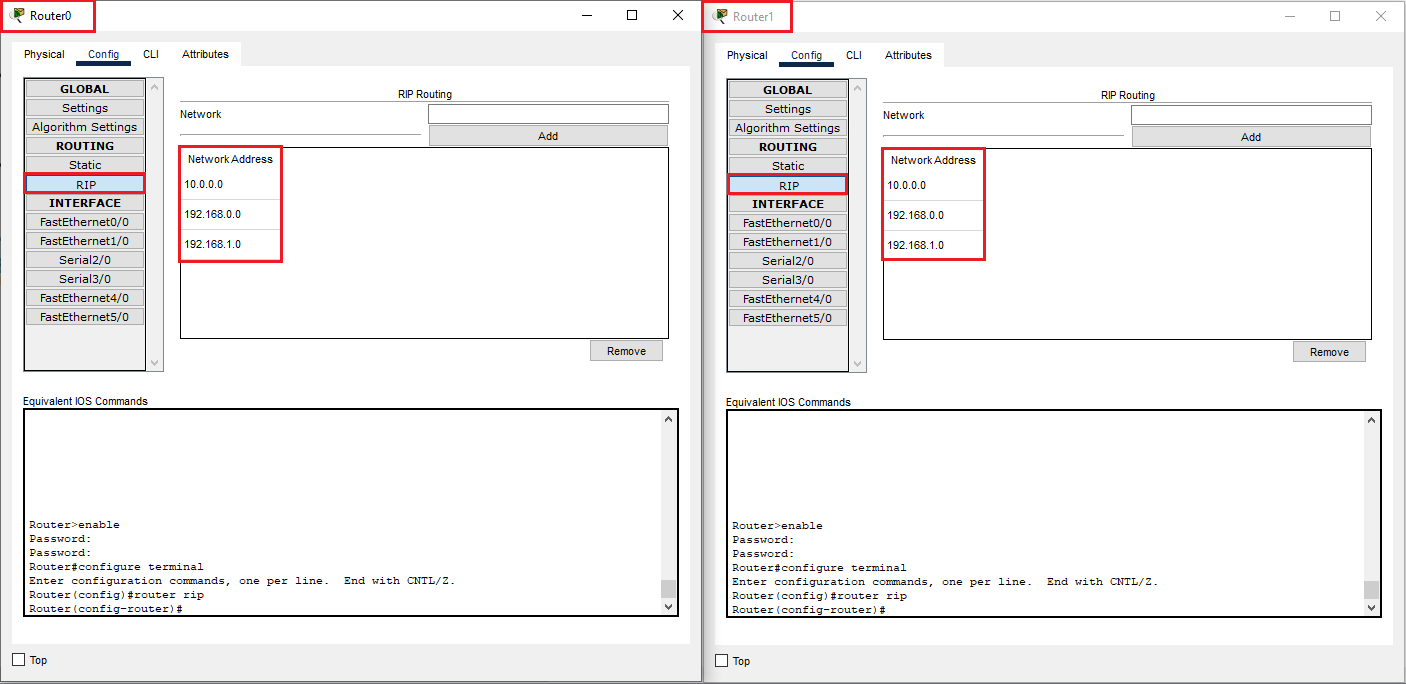 Router0
Physical Config CLI Attributes
GLOBAL
Settings
Algorithm Settings
ROUTING
Static
RIP
INTERFACE
FastEthernet0/0
FastEthernet1/0
Serial2/0
Serial3/0
FastEthernet4/0
FastEthernet5/0
RIP Routing
Network
Add
Network Address
10.0.0.0
192.168.0.0
192.168.1.0
Remove
Equivalent IOS Commands
Router>enable
Password:
Password:
Router#configure terminal
Enter configuration commands, one per line.  End with CNTL/Z.
Router(config)#router rip
Router(config-router)#
Top
Router1
Physical Config CLI Attributes
GLOBAL
Settings
Algorithm Settings
ROUTING
Static
RIP
INTERFACE
FastEthernet0/0
FastEthernet1/0
Serial2/0
Serial3/0
FastEthernet4/0
FastEthernet5/0
RIP Routing
Network
Add
Network Address
10.0.0.0
192.168.0.0
192.168.1.0
Remove
Equivalent IOS Commands
Router>enable
Password:
Password:
Router#configure terminal
Enter configuration commands, one per line.  End with CNTL/Z.
Router(config)#router rip
Router(config-router)#
Top